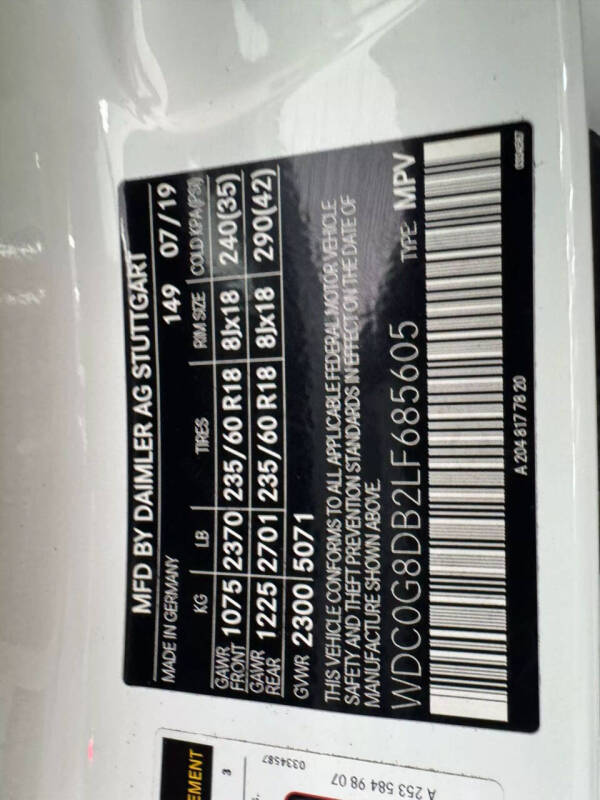 MFD BY DAIMLER AG STUTTGART
MADE IN GERMANY 149 07/19
KG LB TIRES RIM SIZE COLD KPA(PSI)
GAWR FRONT 1075 2370 235/60 R18 8Jx18 240(35)
GAWR REAR 1225 2701 235/60 R18 8Jx18 290(42)
GVWR 2300 5071
THIS VEHICLE CONFORMS TO ALL APPLICABLE FEDERAL MOTOR VEHICLE
SAFETY AND THEFT PREVENTION STANDARDS IN EFFECT ON THE DATE OF
MANUFACTURE SHOWN ABOVE.
WDC0G8DB2LF685605 TYPE: MPV
A 204 817 78 20
EMENT
3
0334587
A 253 584 98 07